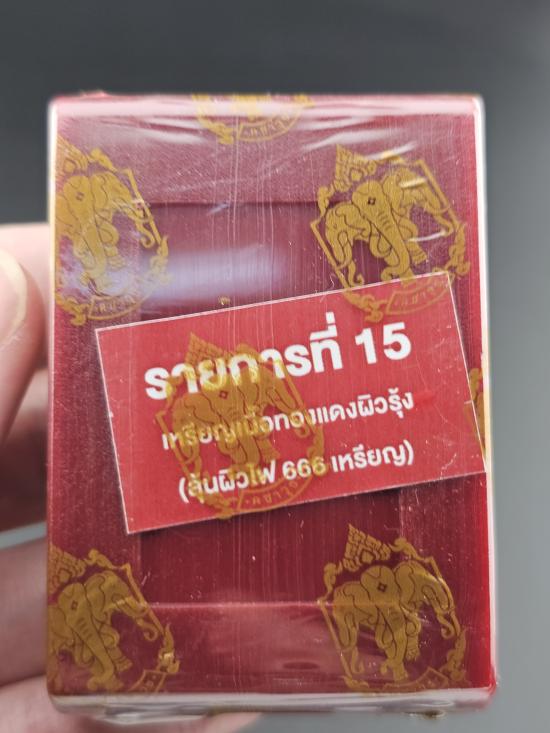 รายการที่ 15
เหรียญเนื้อทองแดงผิวรุ้ง
(ลุ้นผิวไฟ 666 เหรียญ)